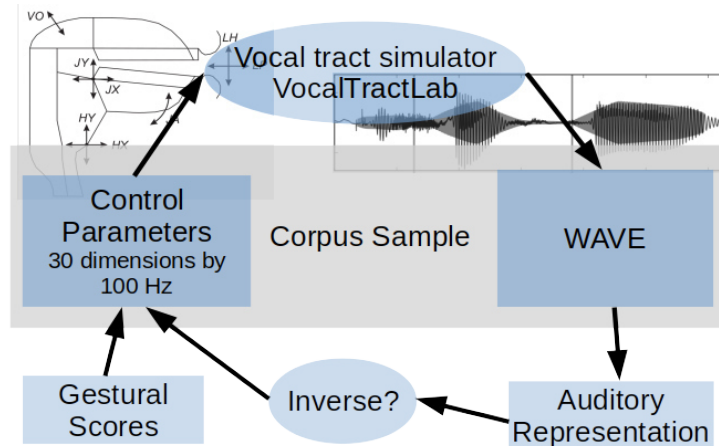 VO
LH
Vocal tract simulator
VocalTractLab
JY
JX
HY
HX
Control
Parameters
30 dimensions by
100 Hz
Corpus Sample
WAVE
Gestural
Scores
Inverse?
Auditory
Representation